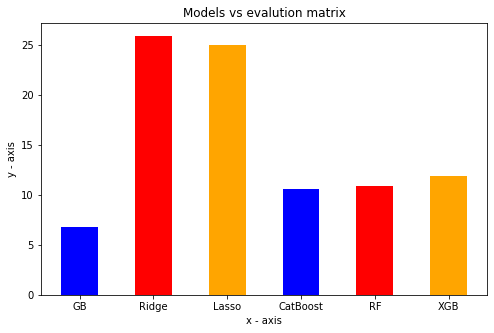 Models vs evalution matrix
y - axis
25
20
15
10
5
0
GB Ridge Lasso CatBoost RF XGB
x - axis